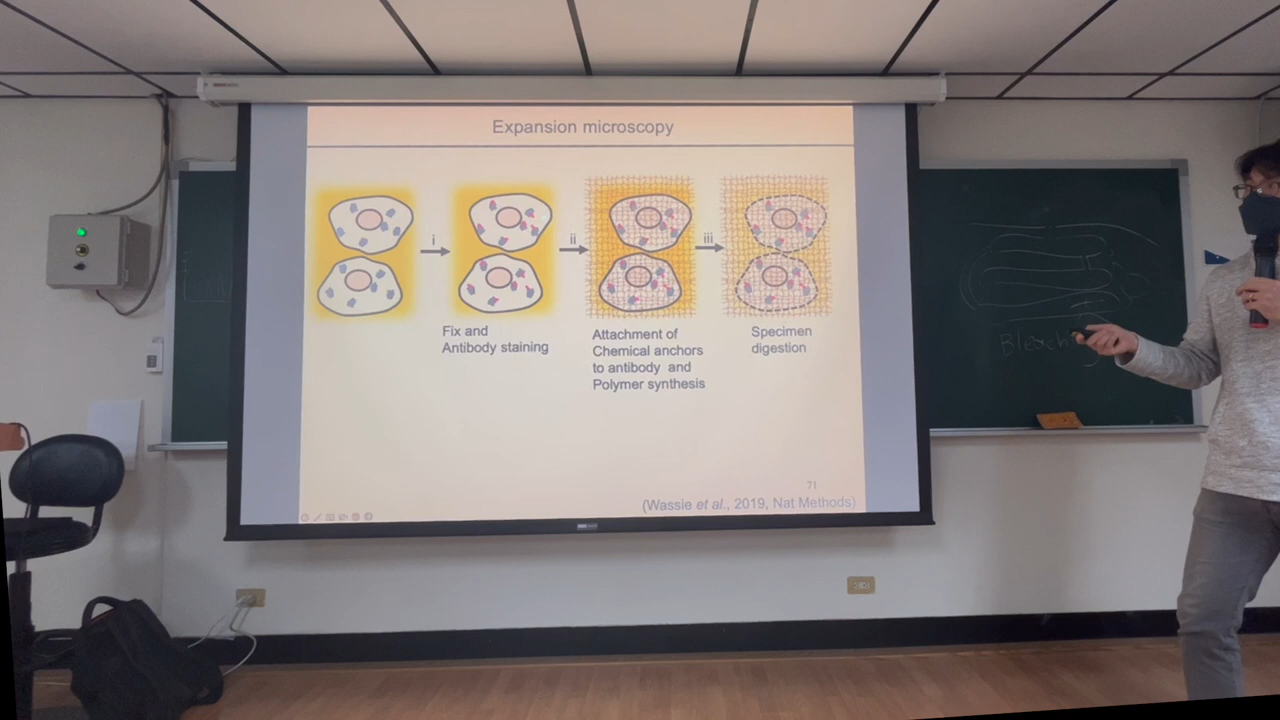 Expansion microscopy
i
ii
iii
Fix and
Antibody staining
Attachment of
Chemical anchors
to antibody and
Polymer synthesis
Specimen
digestion
71
(Wassie et al., 2019, Nat Methods)